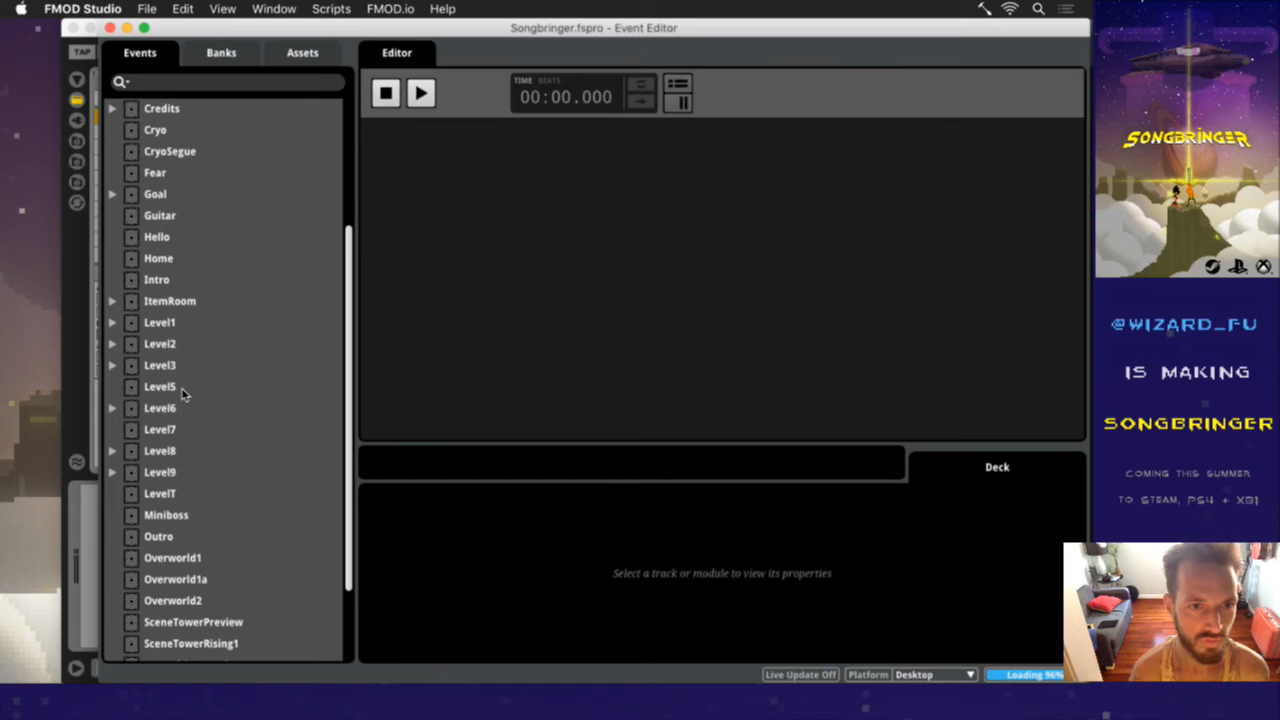 FMOD Studio File Edit View Window Scripts FMOD.io Help
Songbringer.fspro - Event Editor
TAP
Events Banks Assets Editor
TIME BEATS
00:00.000
Credits
Cryo
CryoSegue
Fear
Goal
Guitar
Hello
Home
Intro
ItemRoom
Level1
Level2
Level3
Level5
Level6
Level7
Level8
Level9
LevelT
Miniboss
Outro
Overworld1
Overworld1a
Overworld2
SceneTowerPreview
SceneTowerRising1
Deck
Select a track or module to view its properties
Live Update Off Platform Desktop Loading 96%
SONGBRINGER
@WIZARD_FU
IS MAKING
SONGBRINGER
COMING THIS SUMMER
TO STEAM, PS4 + XB1